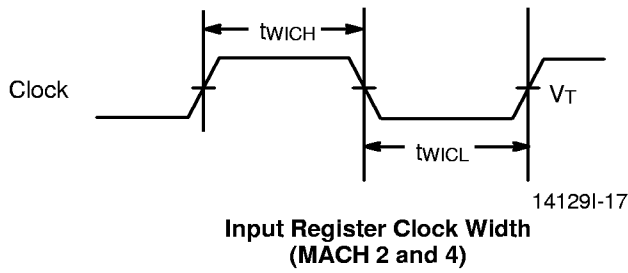 tWICH
Clock
VT
tWICL
14129I-17
Input Register Clock Width
(MACH 2 and 4)